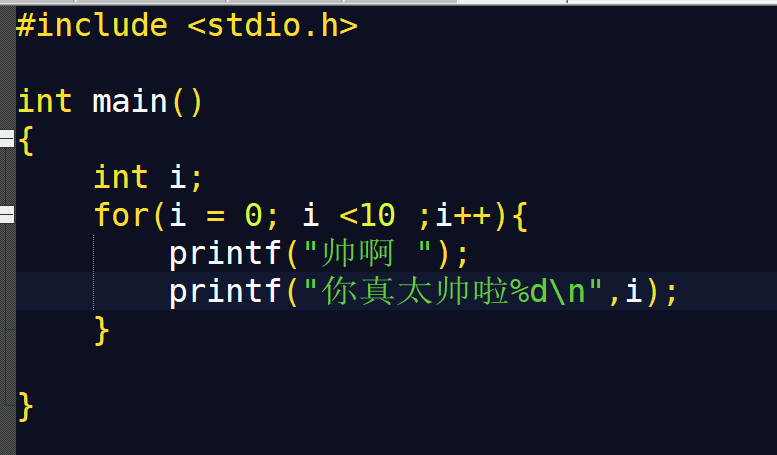 #include <stdio.h>
int main()
{
int i;
for(i = 0; i <10 ;i++){
printf("帅啊 ");
printf("你真太帅啦%d\n",i);
}
}